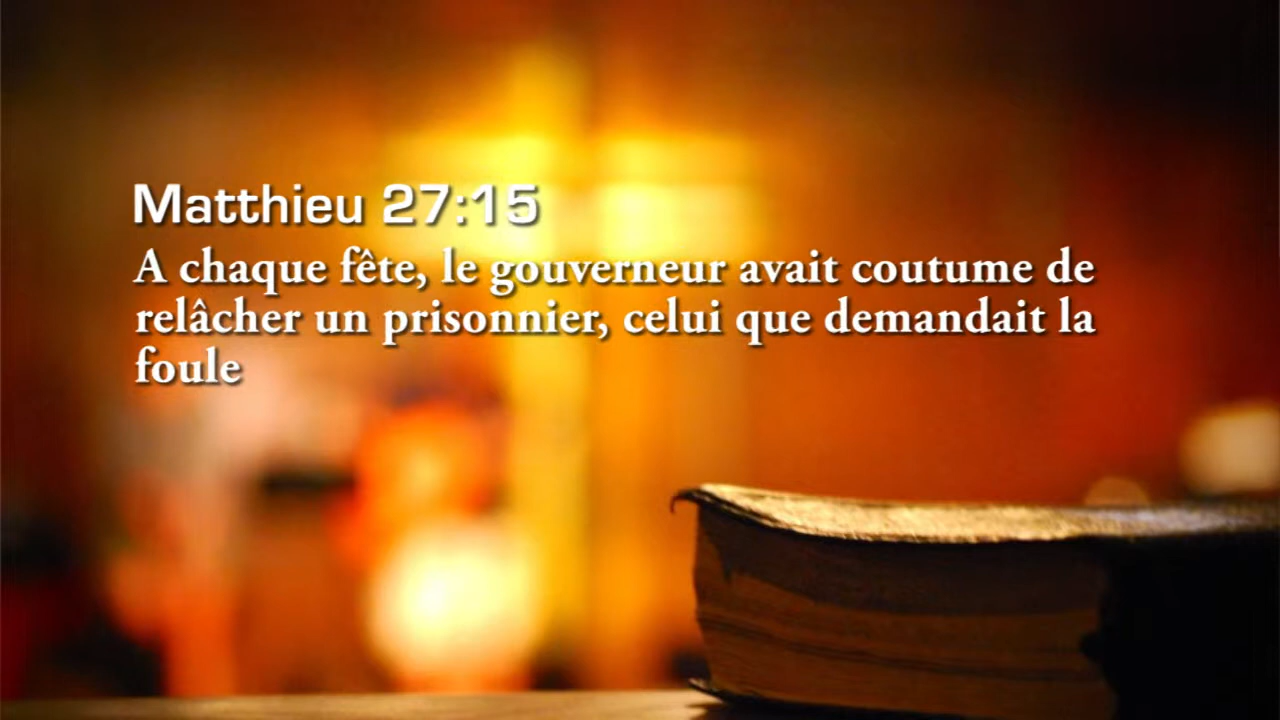 Matthieu 27:15
A chaque fête, le gouverneur avait coutume de
relâcher un prisonnier, celui que demandait la
foule